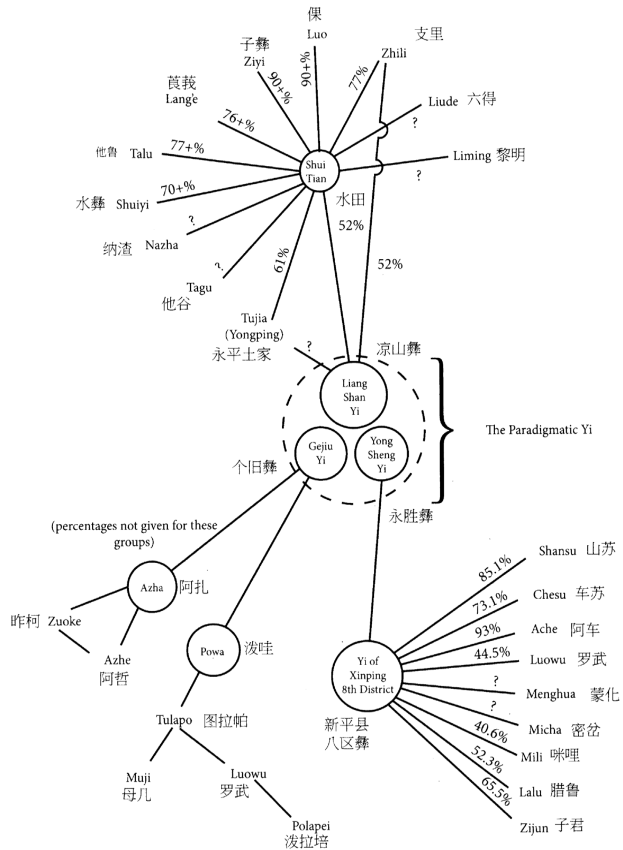 倮
Luo
支里
Zhili
子彝
Ziyi
90+%
90+%
77%
莨莪
Lang'e
76+%
Liude 六得
?
他鲁 Talu
77+%
Shui
Tian
Liming 黎明
?
水彝 Shuiyi
70+%
水田
52%
?
纳渣 Nazha
?
Tagu
他谷
61%
52%
Tujia
(Yongping)
永平土家
?
凉山彝
Liang
Shan
Yi
The Paradigmatic Yi
Gejiu
Yi
Yong
Sheng
Yi
个旧彝
永胜彝
(percentages not given for these
groups)
Azha
阿扎
昨柯 Zuoke
Azhe
阿哲
Powa
泼哇
Tulapo 图拉帕
Muji
母几
Luowu
罗武
Polapei
泼拉培
Yi of
Xinping
8th District
新平县
八区彝
85.1%
Shansu 山苏
73.1%
Chesu 车苏
93%
Ache 阿车
44.5%
Luowu 罗武
?
Menghua 蒙化
?
Micha 密岔
40.6%
Mili 咪哩
52.3%
Lalu 腊鲁
65.5%
Zijun 子君